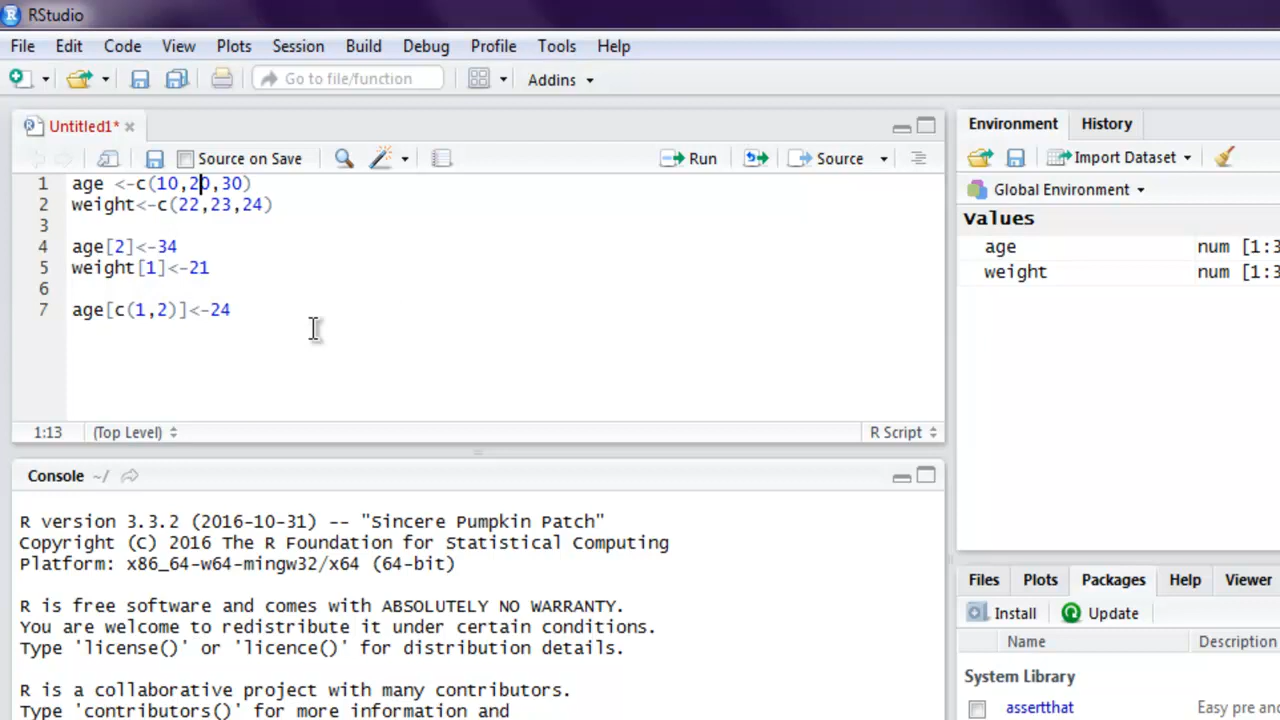 RStudio
File Edit Code View Plots Session Build Debug Profile Tools Help
Go to file/function Addins
Untitled1*
Source on Save Run Source
1 age <-c(10,20,30)
2 weight<-c(22,23,24)
3
4 age[2]<-34
5 weight[1]<-21
6
7 age[c(1,2)]<-24
1:13 (Top Level) R Script
Console ~/
R version 3.3.2 (2016-10-31) -- "Sincere Pumpkin Patch"
Copyright (C) 2016 The R Foundation for Statistical Computing
Platform: x86_64-w64-mingw32/x64 (64-bit)
R is free software and comes with ABSOLUTELY NO WARRANTY.
You are welcome to redistribute it under certain conditions.
Type 'license()' or 'licence()' for distribution details.
R is a collaborative project with many contributors.
Type 'contributors()' for more information and
Environment History
Import Dataset
Global Environment
Values
age num [1:3
weight num [1:3
Files Plots Packages Help Viewer
Install Update
Name Description
System Library
assertthat Easy pre and